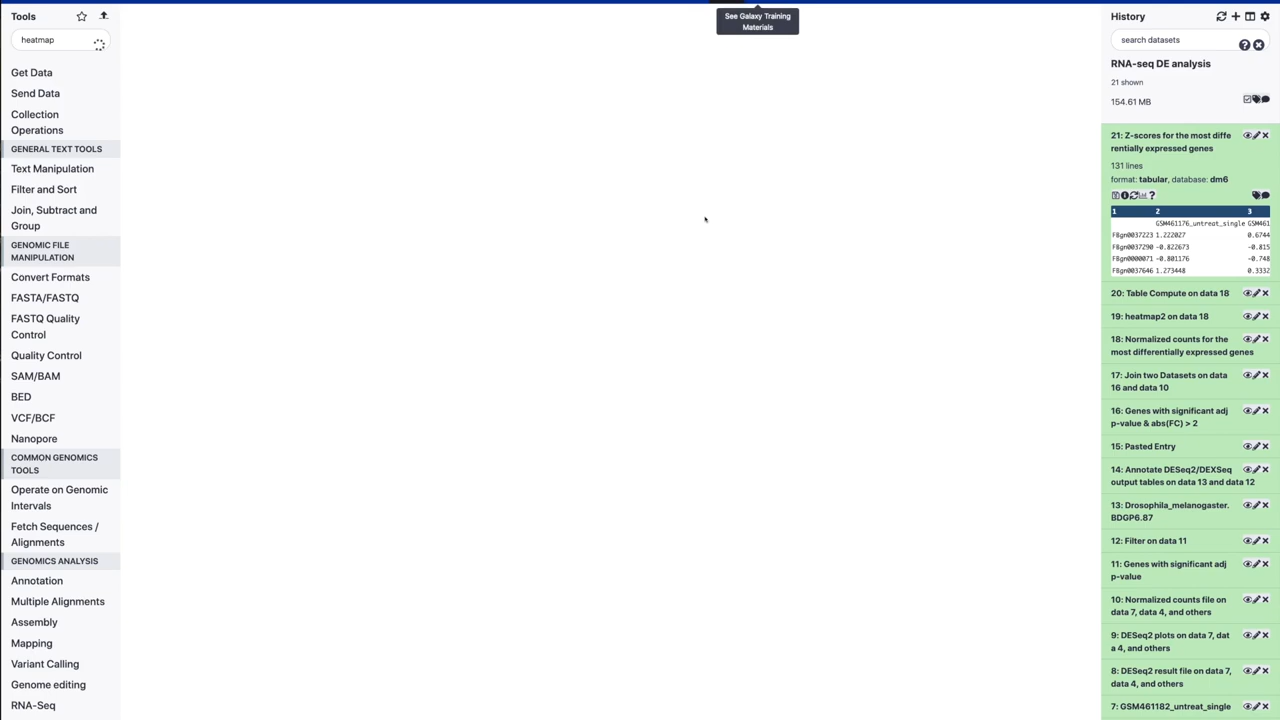 See Galaxy Training
Materials
Tools
heatmap
Get Data
Send Data
Collection
Operations
GENERAL TEXT TOOLS
Text Manipulation
Filter and Sort
Join, Subtract and
Group
GENOMIC FILE
MANIPULATION
Convert Formats
FASTA/FASTQ
FASTQ Quality
Control
Quality Control
SAM/BAM
BED
VCF/BCF
Nanopore
COMMON GENOMICS
TOOLS
Operate on Genomic
Intervals
Fetch Sequences /
Alignments
GENOMICS ANALYSIS
Annotation
Multiple Alignments
Assembly
Mapping
Variant Calling
Genome editing
RNA-Seq
History
search datasets
RNA-seq DE analysis
21 shown
154.61 MB
21: Z-scores for the most diffe
rentially expressed genes
131 lines
format: tabular, database: dm6
1 2 3
GSM461176_untreat_single GSM461
FBgn0037223 1.222027 0.6744
FBgn0037290 -0.822673 -0.815
FBgn0000071 -0.801176 -0.748
FBgn0037646 1.273448 0.3332
20: Table Compute on data 18
19: heatmap2 on data 18
18: Normalized counts for the
most differentially expressed genes
17: Join two Datasets on data
16 and data 10
16: Genes with significant adj
p-value & abs(FC) > 2
15: Pasted Entry
14: Annotate DESeq2/DEXSeq
output tables on data 13 and data 12
13: Drosophila_melanogaster.
BDGP6.87
12: Filter on data 11
11: Genes with significant adj
p-value
10: Normalized counts file on
data 7, data 4, and others
9: DESeq2 plots on data 7, dat
a 4, and others
8: DESeq2 result file on data 7,
data 4, and others
7: GSM461182_untreat_single